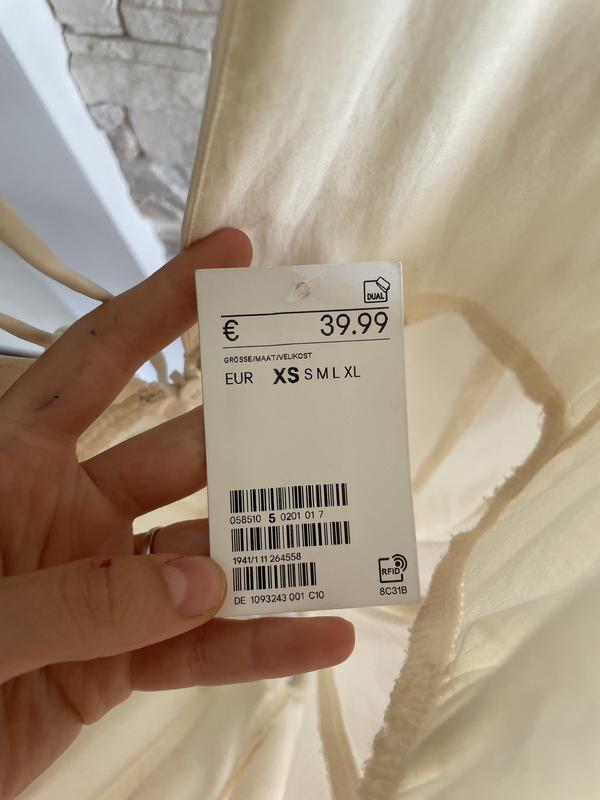 DUAL
€ 39.99
GRÖSSE/MAAT/VELIKOST
EUR XS S M L XL
058510 5 0201 01 7
1941/1 11 264558
RFID
DE 1093243 001 C10
8C31B